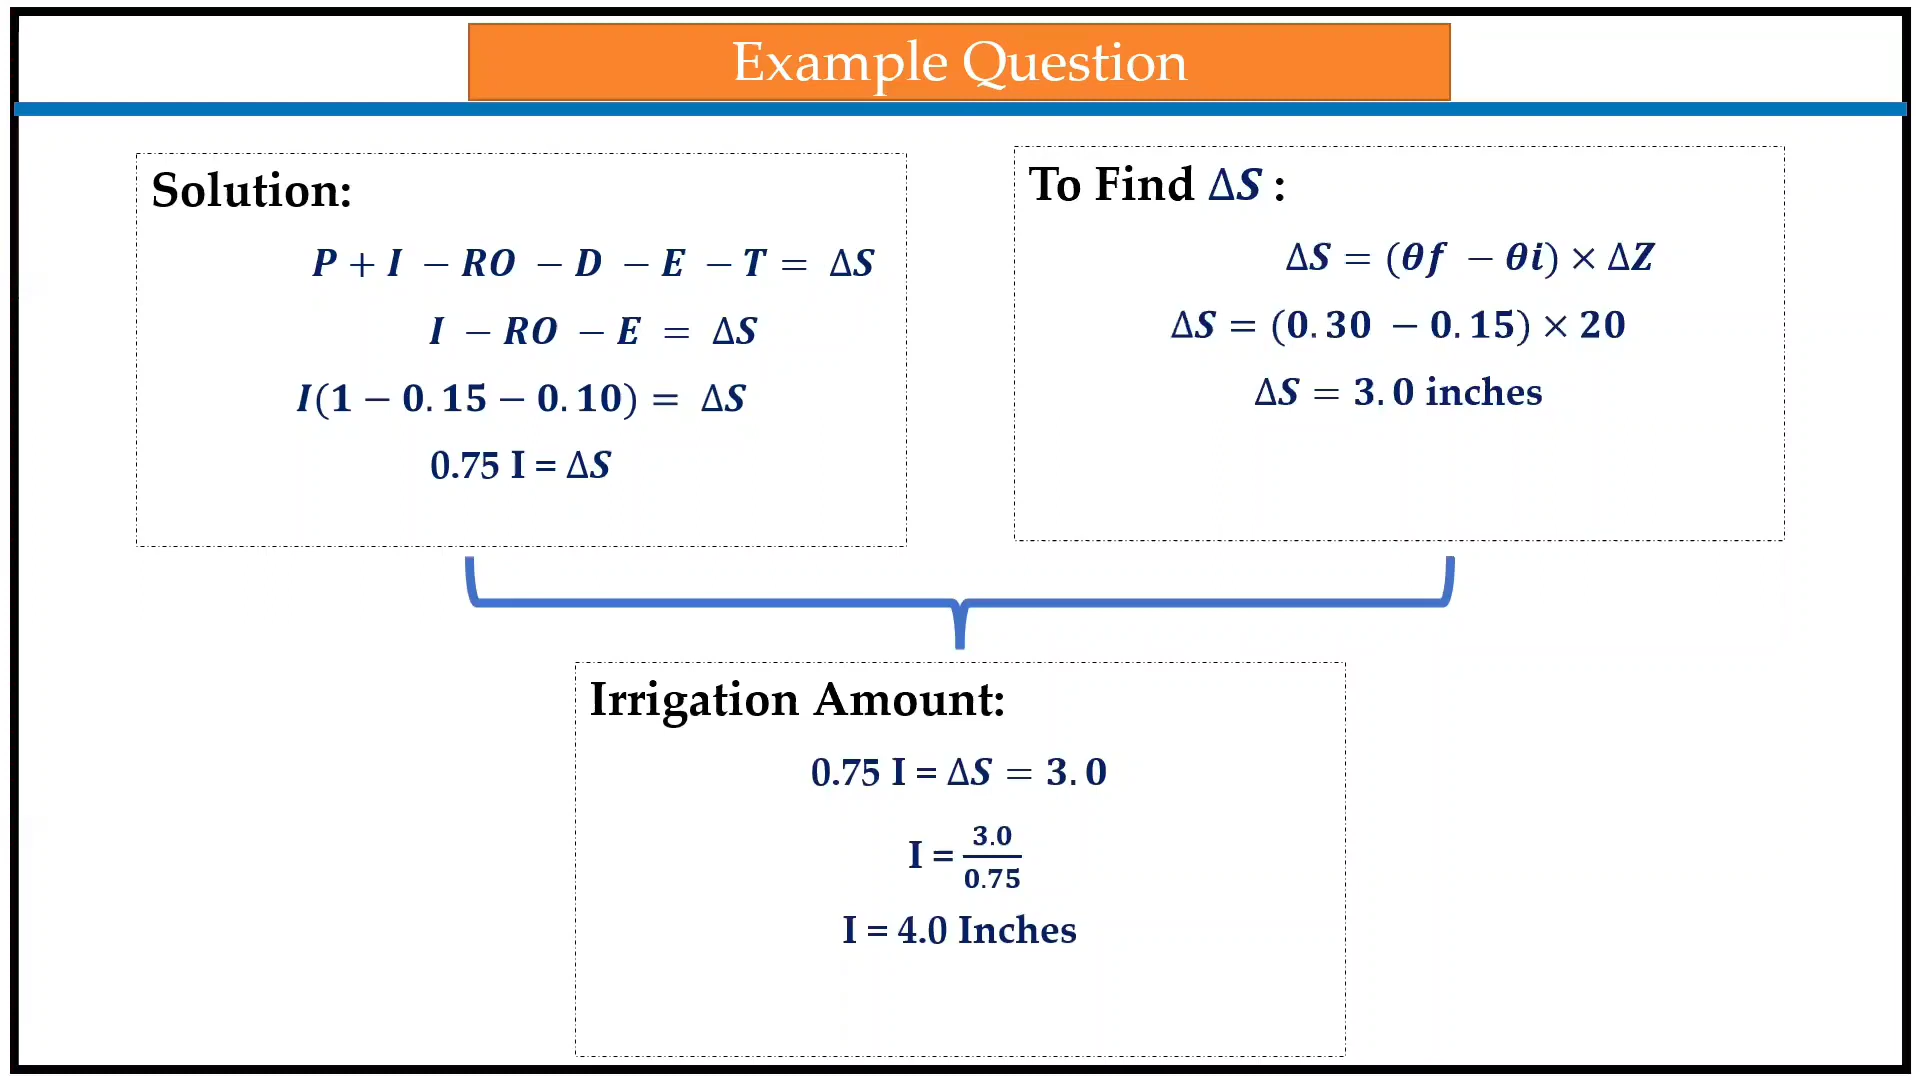 Example Question
Solution:
P + I − RO − D − E − T = ΔS
I − RO − E = ΔS
I(1 − 0.15 − 0.10) = ΔS
0.75 I = ΔS
To Find ΔS :
ΔS = (θf − θi) × ΔZ
ΔS = (0.30 − 0.15) × 20
ΔS = 3.0 inches
Irrigation Amount:
0.75 I = ΔS = 3.0
I = 3.0/0.75
I = 4.0 Inches